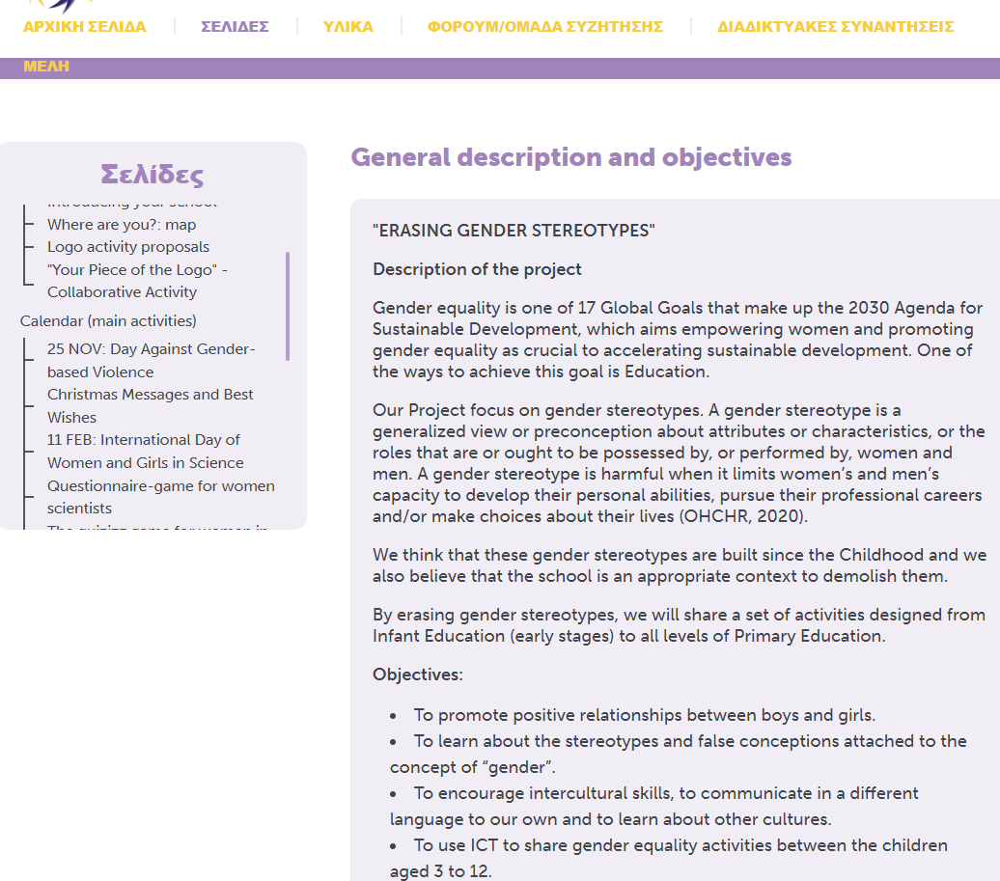 ΑΡΧΙΚΗ ΣΕΛΙΔΑ
ΣΕΛΙΔΕΣ
ΥΛΙΚΑ
ΦΟΡΟΥΜ/ΟΜΑΔΑ ΣΥΖΗΤΗΣΗΣ
ΔΙΑΔΙΚΤΥΑΚΕΣ ΣΥΝΑΝΤΗΣΕΙΣ
ΜΕΛΗ
Σελίδες
Introducing your school
Where are you?: map
Logo activity proposals
"Your Piece of the Logo" -
Collaborative Activity
Calendar (main activities)
25 NOV: Day Against Gender-
based Violence
Christmas Messages and Best
Wishes
11 FEB: International Day of
Women and Girls in Science
Questionnaire-game for women
scientists
The quizizz game for women in
General description and objectives
"ERASING GENDER STEREOTYPES"
Description of the project
Gender equality is one of 17 Global Goals that make up the 2030 Agenda for
Sustainable Development, which aims empowering women and promoting
gender equality as crucial to accelerating sustainable development. One of
the ways to achieve this goal is Education.
Our Project focus on gender stereotypes. A gender stereotype is a
generalized view or preconception about attributes or characteristics, or the
roles that are or ought to be possessed by, or performed by, women and
men. A gender stereotype is harmful when it limits women’s and men’s
capacity to develop their personal abilities, pursue their professional careers
and/or make choices about their lives (OHCHR, 2020).
We think that these gender stereotypes are built since the Childhood and we
also believe that the school is an appropriate context to demolish them.
By erasing gender stereotypes, we will share a set of activities designed from
Infant Education (early stages) to all levels of Primary Education.
Objectives:
• To promote positive relationships between boys and girls.
• To learn about the stereotypes and false conceptions attached to the
concept of “gender”.
• To encourage intercultural skills, to communicate in a different
language to our own and to learn about other cultures.
• To use ICT to share gender equality activities between the children
aged 3 to 12.